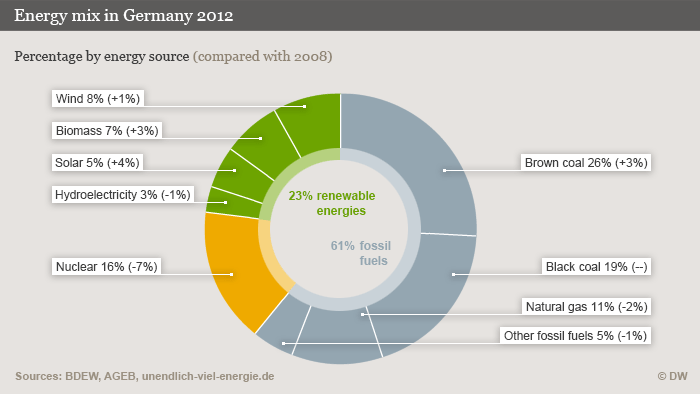 Energy mix in Germany 2012
Percentage by energy source (compared with 2008)
Wind 8% (+1%)
Biomass 7% (+3%)
Solar 5% (+4%)
Hydroelectricity 3% (-1%)
Nuclear 16% (-7%)
23% renewable
energies
61% fossil
fuels
Brown coal 26% (+3%)
Black coal 19% (--)
Natural gas 11% (-2%)
Other fossil fuels 5% (-1%)
Sources: BDEW, AGEB, unendlich-viel-energie.de
© DW